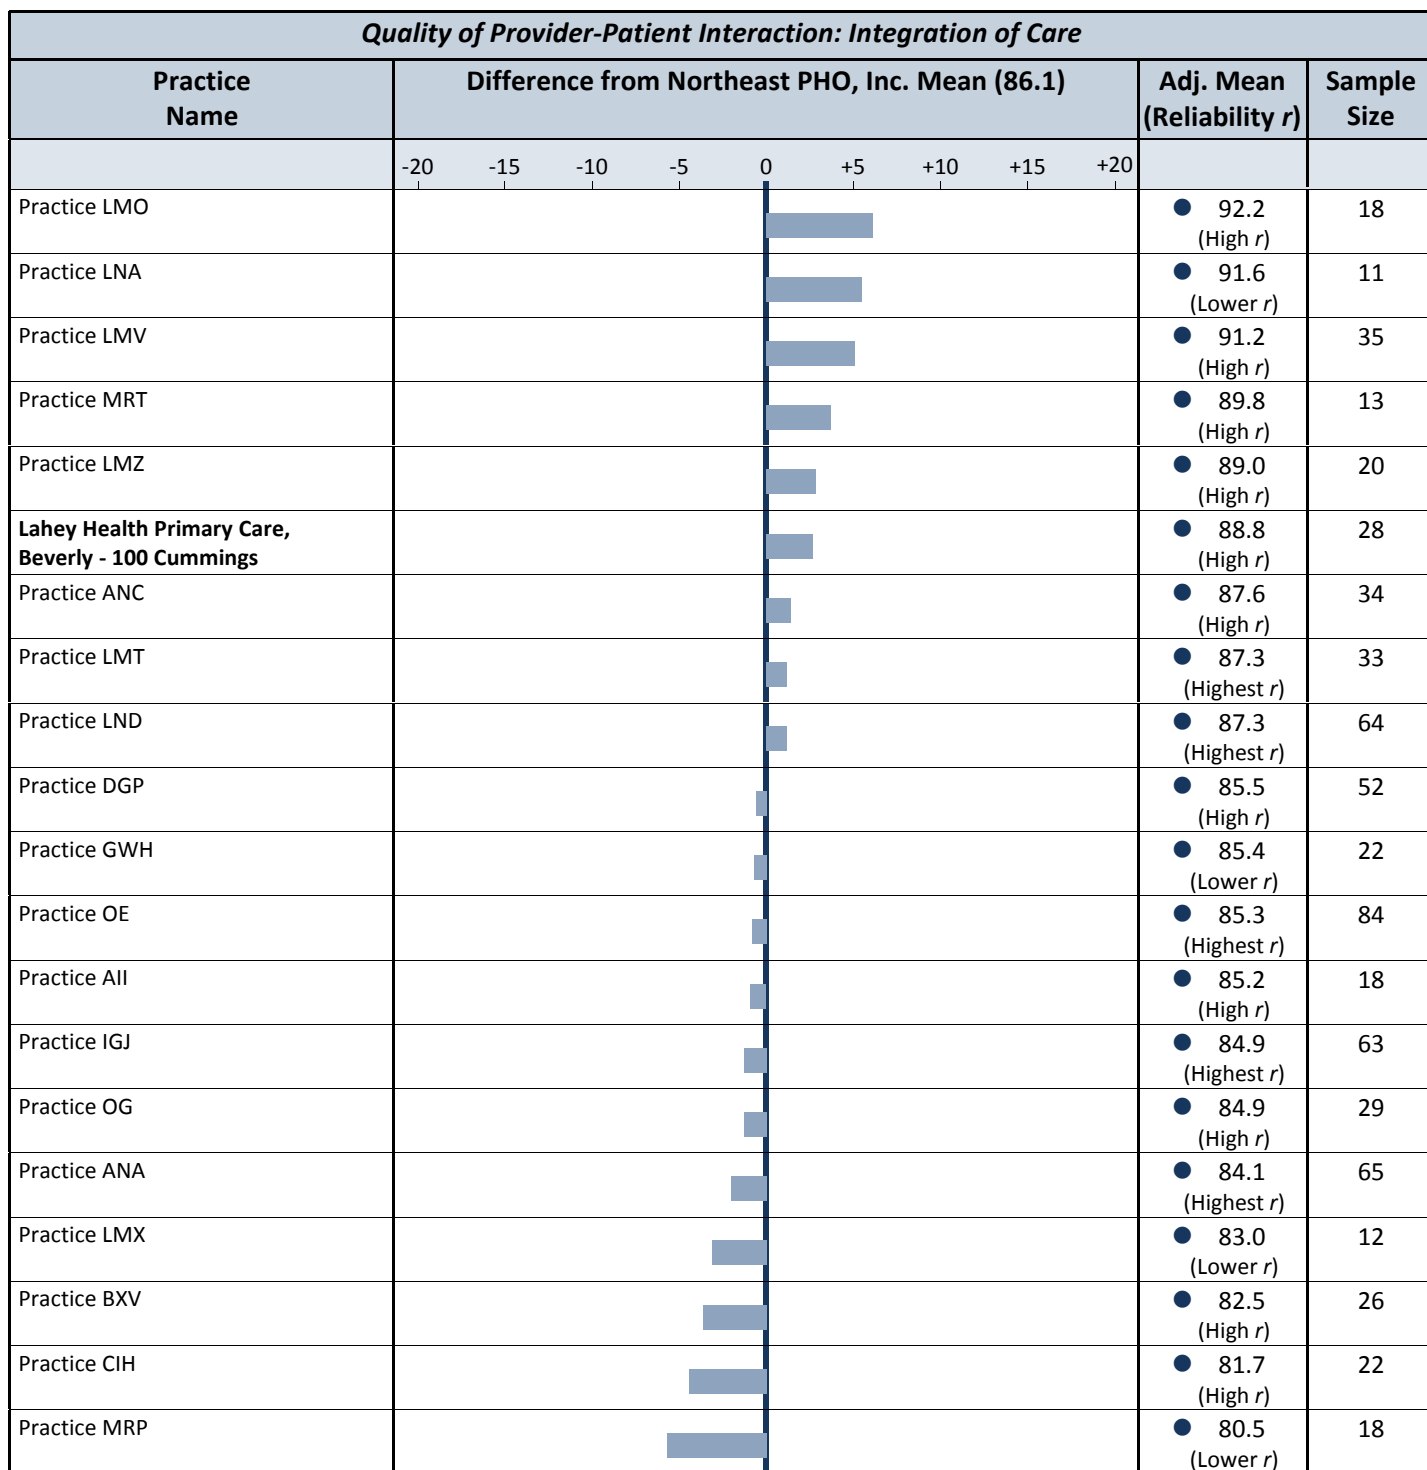 Quality of Provider-Patient Interaction: Integration of Care
Practice Name
Difference from Northeast PHO, Inc. Mean (86.1)
Adj. Mean (Reliability r)
Sample Size
-20 -15 -10 -5 0 +5 +10 +15 +20
Practice LMO 92.2 18
(High r)
Practice LNA 91.6 11
(Lower r)
Practice LMV 91.2 35
(High r)
Practice MRT 89.8 13
(High r)
Practice LMZ 89.0 20
(High r)
Lahey Health Primary Care, 88.8 28
Beverly - 100 Cummings (High r)
Practice ANC 87.6 34
(High r)
Practice LMT 87.3 33
(Highest r)
Practice LND 87.3 64
(Highest r)
Practice DGP 85.5 52
(High r)
Practice GWH 85.4 22
(Lower r)
Practice OE 85.3 84
(Highest r)
Practice AII 85.2 18
(High r)
Practice IGJ 84.9 63
(Highest r)
Practice OG 84.9 29
(High r)
Practice ANA 84.1 65
(Highest r)
Practice LMX 83.0 12
(Lower r)
Practice BXV 82.5 26
(High r)
Practice CIH 81.7 22
(High r)
Practice MRP 80.5 18
(Lower r)